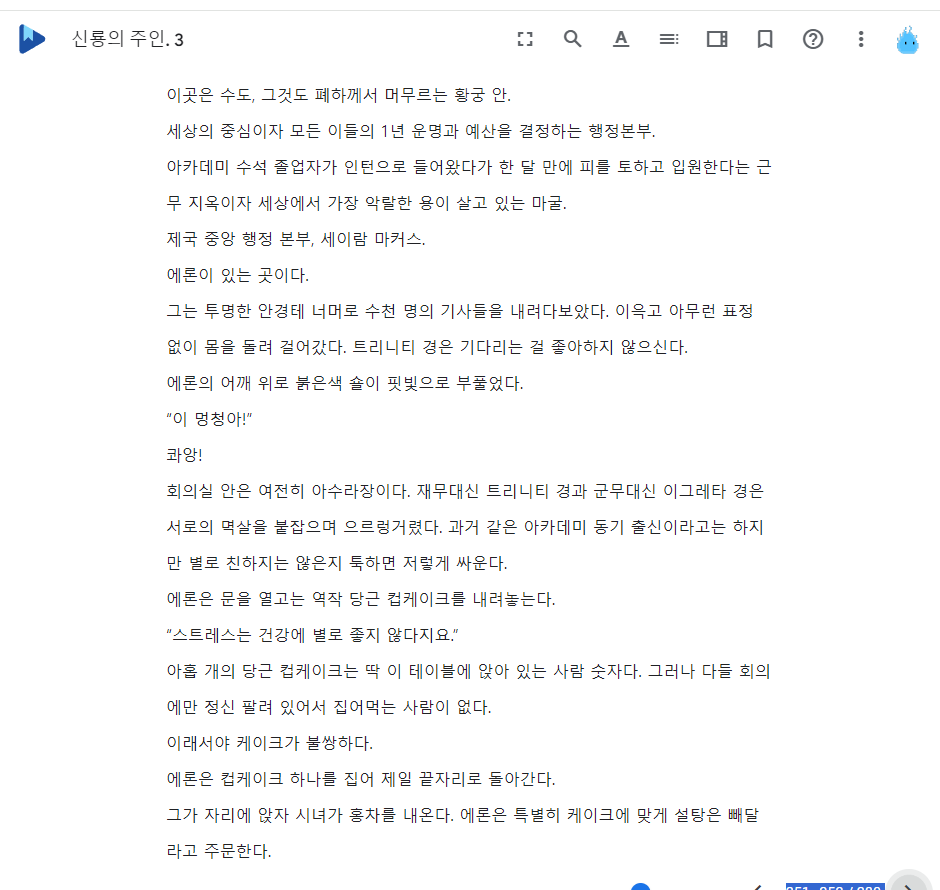 신룡의 주인. 3
이곳은 수도, 그것도 폐하께서 머무르는 황궁 안.
세상의 중심이자 모든 이들의 1년 운명과 예산을 결정하는 행정본부.
아카데미 수석 졸업자가 인턴으로 들어왔다가 한 달 만에 피를 토하고 입원한다는 근
무 지옥이자 세상에서 가장 악랄한 용이 살고 있는 마굴.
제국 중앙 행정 본부, 세이람 마커스.
에론이 있는 곳이다.
그는 투명한 안경테 너머로 수천 명의 기사들을 내려다보았다. 이윽고 아무런 표정
없이 몸을 돌려 걸어갔다. 트리니티 경은 기다리는 걸 좋아하지 않으신다.
에론의 어깨 위로 붉은색 숄이 핏빛으로 부풀었다.
“이 멍청아!”
콰앙!
회의실 안은 여전히 아수라장이다. 재무대신 트리니티 경과 군무대신 이그레타 경은
서로의 멱살을 붙잡으며 으르렁거렸다. 과거 같은 아카데미 동기 출신이라고는 하지
만 별로 친하지는 않은지 툭하면 저렇게 싸운다.
에론은 문을 열고는 역작 당근 컵케이크를 내려놓는다.
“스트레스는 건강에 별로 좋지 않다지요.”
아홉 개의 당근 컵케이크는 딱 이 테이블에 앉아 있는 사람 숫자다. 그러나 다들 회의
에만 정신 팔려 있어서 집어먹는 사람이 없다.
이래서야 케이크가 불쌍하다.
에론은 컵케이크 하나를 집어 제일 끝자리로 돌아간다.
그가 자리에 앉자 시녀가 홍차를 내온다. 에론은 특별히 케이크에 맞게 설탕은 빼달
라고 주문한다.